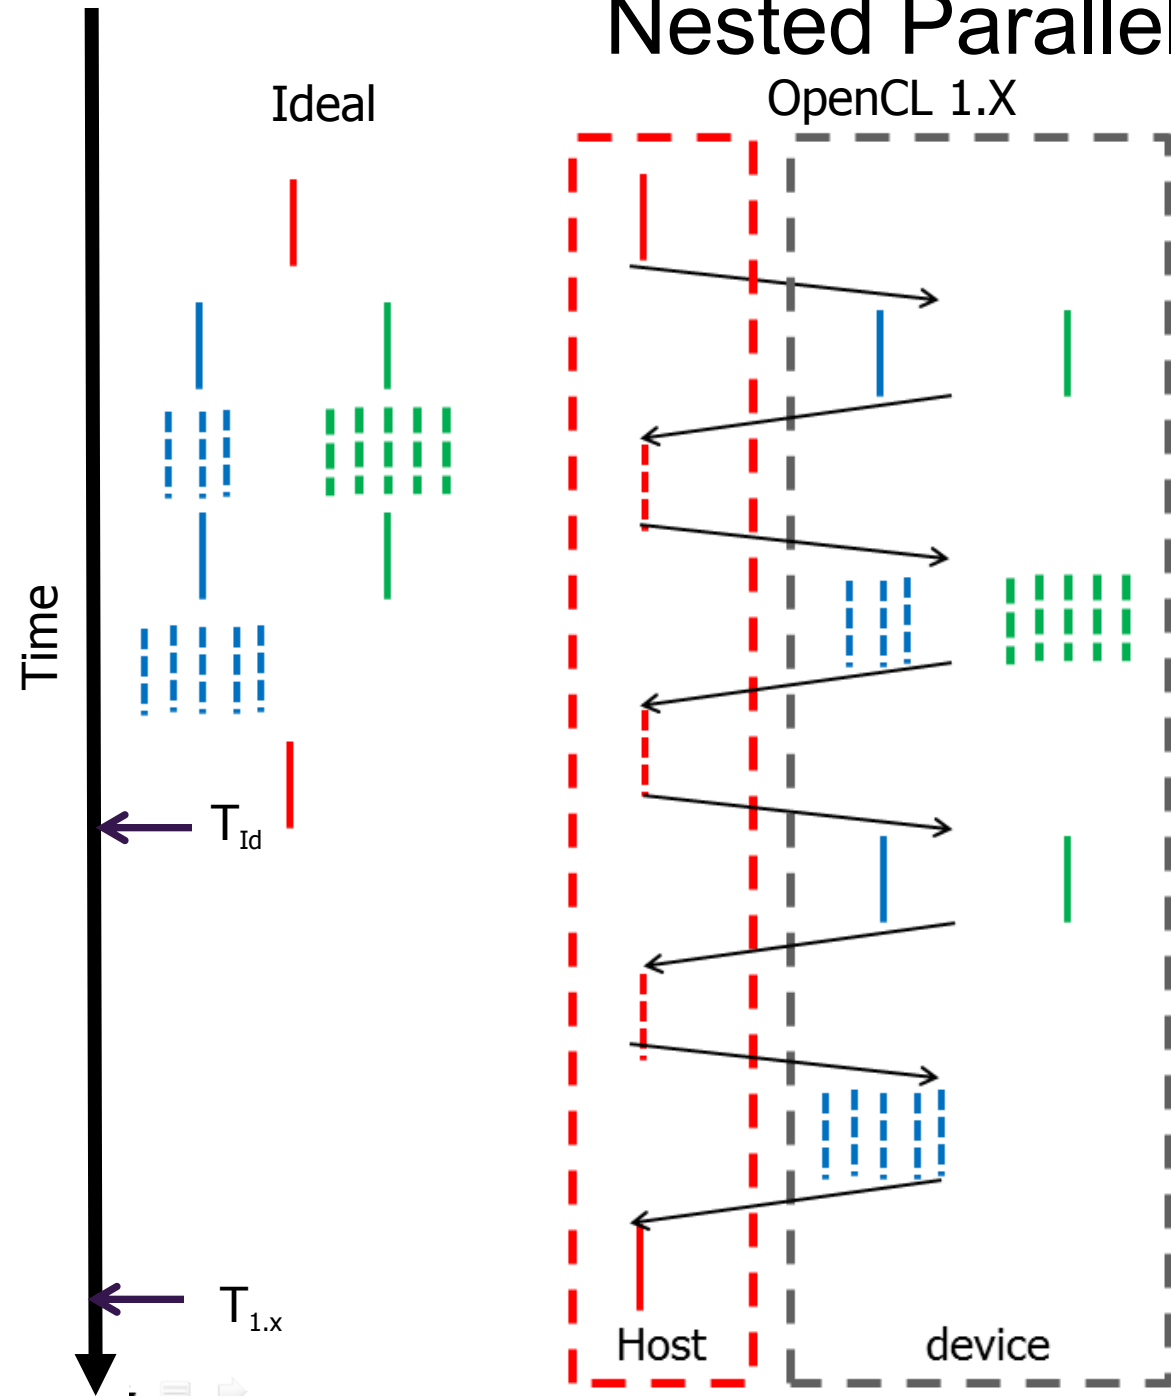 Nested Parallel
Ideal
OpenCL 1.X
Time
T_Id
T_1.x
Host
device